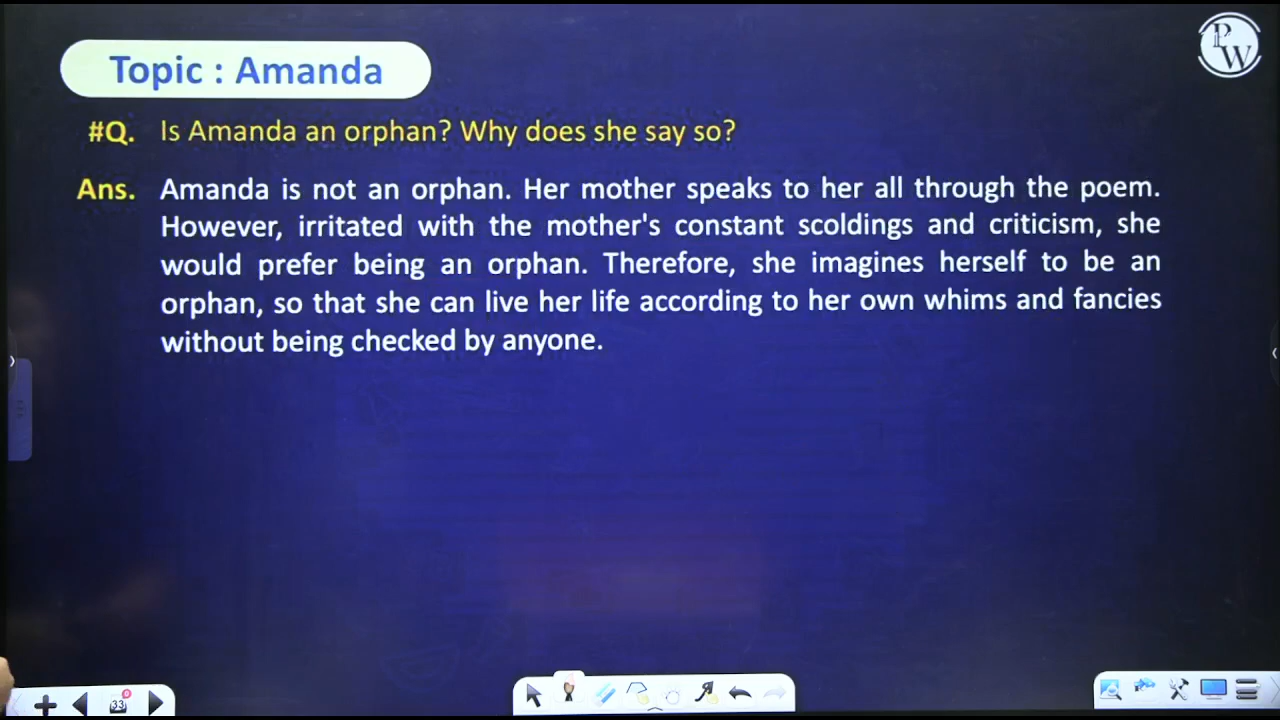 PW
Topic : Amanda
#Q. Is Amanda an orphan? Why does she say so?
Ans. Amanda is not an orphan. Her mother speaks to her all through the poem.
However, irritated with the mother's constant scoldings and criticism, she
would prefer being an orphan. Therefore, she imagines herself to be an
orphan, so that she can live her life according to her own whims and fancies
without being checked by anyone.
33